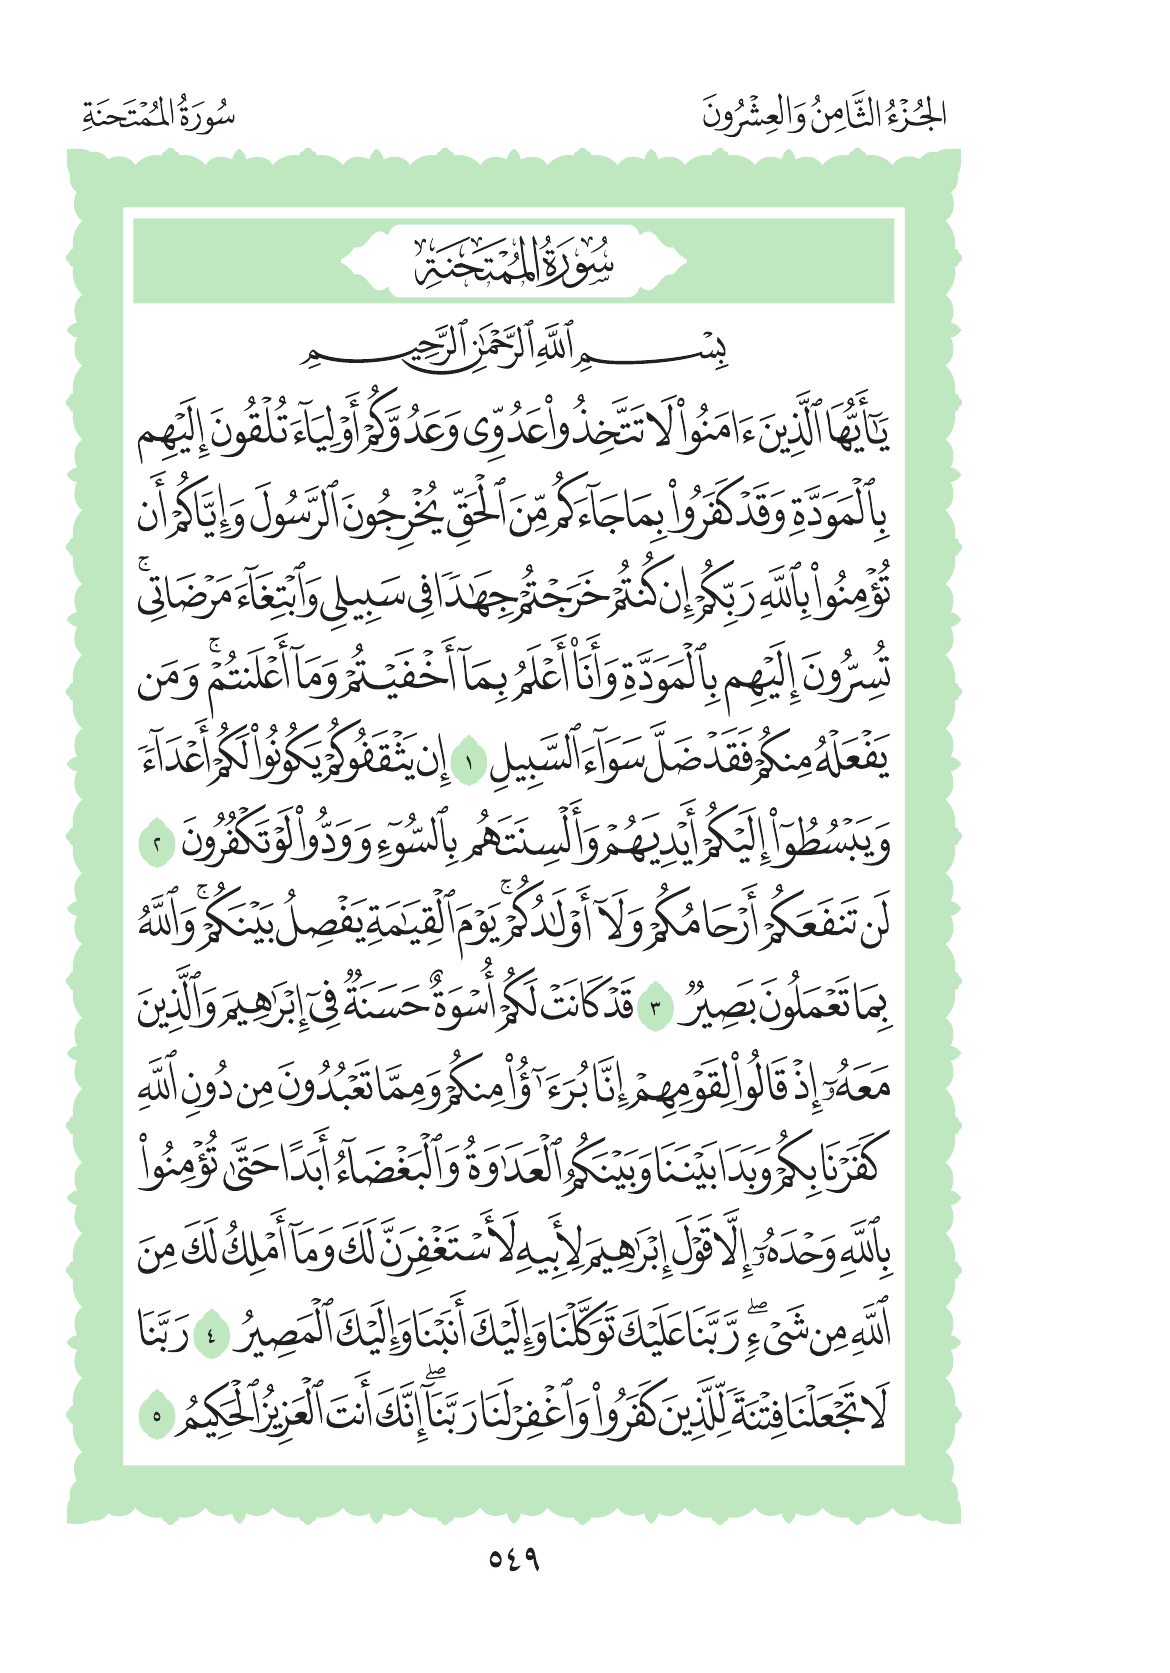 الجُزْءُ الثَّامِنُ وَالعِشْرُونَ
سُورَةُ المُمْتَحنَةِ
سُورَةُ المُمْتَحَنَةِ
بِسْمِ ٱللَّهِ ٱلرَّحْمَٰنِ ٱلرَّحِيمِ
يَٰٓأَيُّهَا ٱلَّذِينَ ءَامَنُوا۟ لَا تَتَّخِذُوا۟ عَدُوِّى وَعَدُوَّكُمْ أَوْلِيَآءَ تُلْقُونَ إِلَيْهِم
بِٱلْمَوَدَّةِ وَقَدْ كَفَرُوا۟ بِمَا جَآءَكُم مِّنَ ٱلْحَقِّ يُخْرِجُونَ ٱلرَّسُولَ وَإِيَّاكُمْ أَن
تُؤْمِنُوا۟ بِٱللَّهِ رَبِّكُمْ إِن كُنتُمْ خَرَجْتُمْ جِهَٰدًا فِى سَبِيلِى وَٱبْتِغَآءَ مَرْضَاتِى ۚ
تُسِرُّونَ إِلَيْهِم بِٱلْمَوَدَّةِ وَأَنَا۠ أَعْلَمُ بِمَآ أَخْفَيْتُمْ وَمَآ أَعْلَنتُمْ ۚ وَمَن
يَفْعَلْهُ مِنكُمْ فَقَدْ ضَلَّ سَوَآءَ ٱلسَّبِيلِ ١ إِن يَثْقَفُوكُمْ يَكُونُوا۟ لَكُمْ أَعْدَآءً
وَيَبْسُطُوٓا۟ إِلَيْكُمْ أَيْدِيَهُمْ وَأَلْسِنَتَهُم بِٱلسُّوٓءِ وَوَدُّوا۟ لَوْ تَكْفُرُونَ ٢
لَن تَنفَعَكُمْ أَرْحَامُكُمْ وَلَآ أَوْلَٰدُكُمْ ۚ يَوْمَ ٱلْقِيَٰمَةِ يَفْصِلُ بَيْنَكُمْ ۚ وَٱللَّهُ
بِمَا تَعْمَلُونَ بَصِيرٌ ٣ قَدْ كَانَتْ لَكُمْ أُسْوَةٌ حَسَنَةٌ فِىٓ إِبْرَٰهِيمَ وَٱلَّذِينَ
مَعَهُۥٓ إِذْ قَالُوا۟ لِقَوْمِهِمْ إِنَّا بُرَءَٰٓؤُا۟ مِنكُمْ وَمِمَّا تَعْبُدُونَ مِن دُونِ ٱللَّهِ
كَفَرْنَا بِكُمْ وَبَدَا بَيْنَنَا وَبَيْنَكُمُ ٱلْعَدَٰوَةُ وَٱلْبَغْضَآءُ أَبَدًا حَتَّىٰ تُؤْمِنُوا۟
بِٱللَّهِ وَحْدَهُۥٓ إِلَّا قَوْلَ إِبْرَٰهِيمَ لِأَبِيهِ لَأَسْتَغْفِرَنَّ لَكَ وَمَآ أَمْلِكُ لَكَ مِنَ
ٱللَّهِ مِن شَىْءٍ ۖ رَّبَّنَا عَلَيْكَ تَوَكَّلْنَا وَإِلَيْكَ أَنَبْنَا وَإِلَيْكَ ٱلْمَصِيرُ ٤ رَبَّنَا
لَا تَجْعَلْنَا فِتْنَةً لِّلَّذِينَ كَفَرُوا۟ وَٱغْفِرْ لَنَا رَبَّنَآ ۖ إِنَّكَ أَنتَ ٱلْعَزِيزُ ٱلْحَكِيمُ ٥
٥٤٩